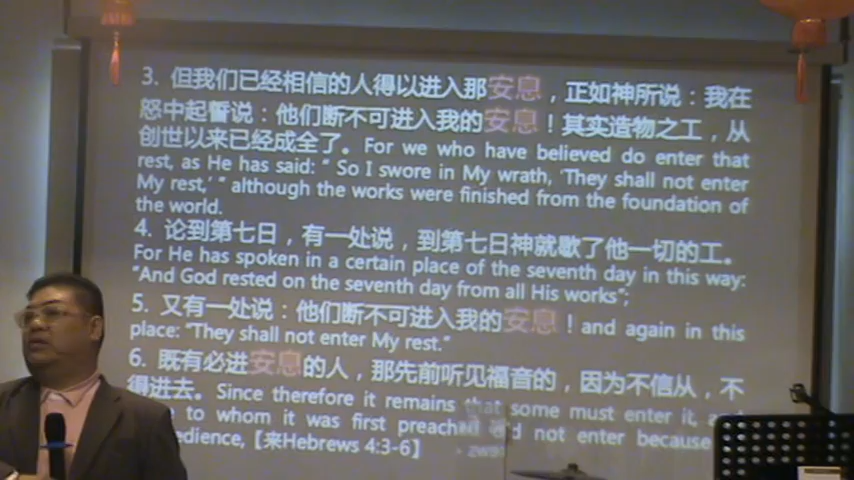 3. 但我们已经相信的人得以进入那安息，正如神所说：我在
怒中起誓说：他们断不可进入我的安息！其实造物之工，从
创世以来已经成全了。For we who have believed do enter that
rest, as He has said: “ So I swore in My wrath, ‘They shall not enter
My rest,’ “ although the works were finished from the foundation of
the world.
4. 论到第七日，有一处说，到第七日神就歇了他一切的工。
For He has spoken in a certain place of the seventh day in this way:
“And God rested on the seventh day from all His works”;
5. 又有一处说：他们断不可进入我的安息！and again in this
place: “They shall not enter My rest.“
6. 既有必进安息的人，那先前听见福音的，因为不信从，不
得进去。Since therefore it remains that some must enter it,
to whom it was first preached did not enter because
【来Hebrews 4:3-6】